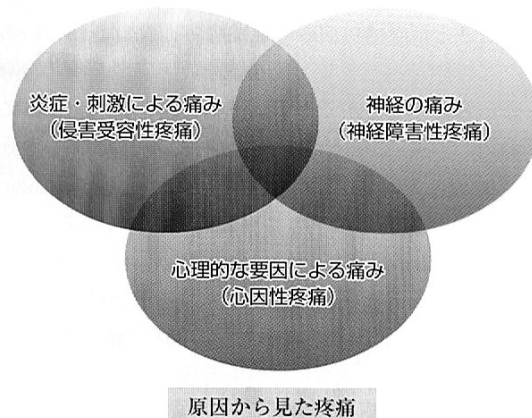 炎症・刺激による痛み
（侵害受容性疼痛）
神経の痛み
（神経障害性疼痛）
心理的な要因による痛み
（心因性疼痛）
原因から見た疼痛